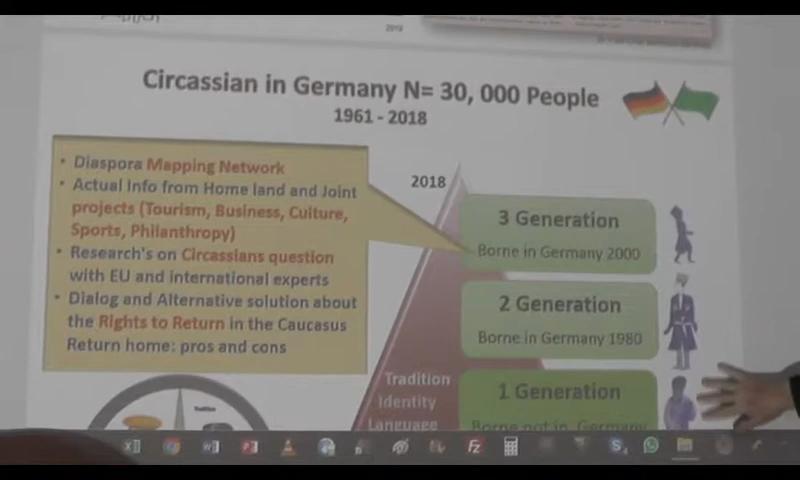 2018
Circassian in Germany N= 30, 000 People
1961 - 2018
• Diaspora Mapping Network
• Actual Info from Home land and Joint
projects (Tourism, Business, Culture,
Sports, Philanthropy)
• Research's on Circassians question
with EU and international experts
• Dialog and Alternative solution about
the Rights to Return in the Caucasus
Return home: pros and cons
2018
3 Generation
Borne in Germany 2000
2 Generation
Borne in Germany 1980
1 Generation
Borne not in Germany
Tradition
Identity
Language
Tradition